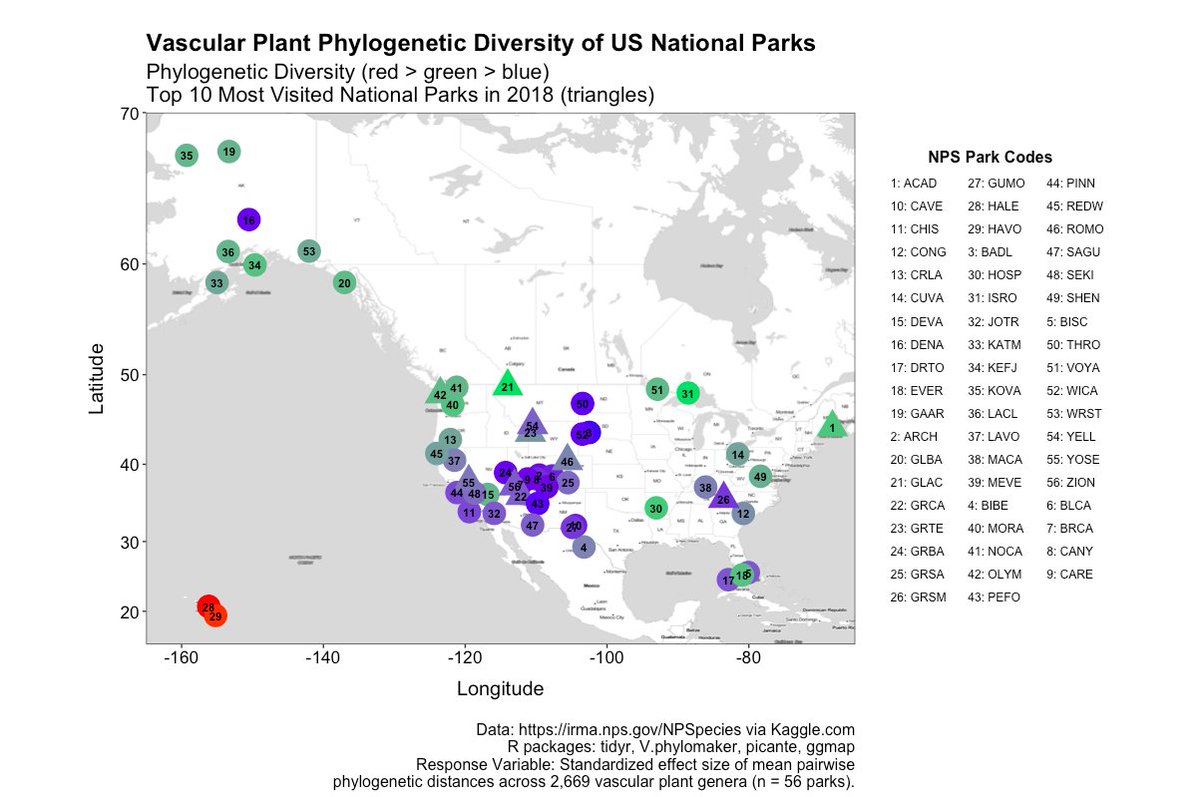 Vascular Plant Phylogenetic Diversity of US National Parks
Phylogenetic Diversity (red > green > blue)
Top 10 Most Visited National Parks in 2018 (triangles)
70
60
50
40
30
20
Latitude
-160
-140
-120
-100
-80
Longitude
35
19
16
36
34
53
33
20
42
41
40
21
51
31
1
50
54
23
52
13
45
37
46
14
49
24
55
44
48
15
56
22
39
25
38
26
43
30
12
11
32
47
4
17
18
28
29
AK
YT
NT
BC
AB
Calgary
Canada
Mexico
NPS Park Codes
1: ACAD
10: CAVE
11: CHIS
12: CONG
13: CRLA
14: CUVA
15: DEVA
16: DENA
17: DRTO
18: EVER
19: GAAR
2: ARCH
20: GLBA
21: GLAC
22: GRCA
23: GRTE
24: GRBA
25: GRSA
26: GRSM
27: GUMO
28: HALE
29: HAVO
3: BADL
30: HOSP
31: ISRO
32: JOTR
33: KATM
34: KEFJ
35: KOVA
36: LACL
37: LAVO
38: MACA
39: MEVE
4: BIBE
40: MORA
41: NOCA
42: OLYM
43: PEFO
44: PINN
45: REDW
46: ROMO
47: SAGU
48: SEKI
49: SHEN
5: BISC
50: THRO
51: VOYA
52: WICA
53: WRST
54: YELL
55: YOSE
56: ZION
6: BLCA
7: BRCA
8: CANY
9: CARE
Data: https://irma.nps.gov/NPSpecies via Kaggle.com
R packages: tidyr, V.phylomaker, picante, ggmap
Response Variable: Standardized effect size of mean pairwise
phylogenetic distances across 2,669 vascular plant genera (n = 56 parks).